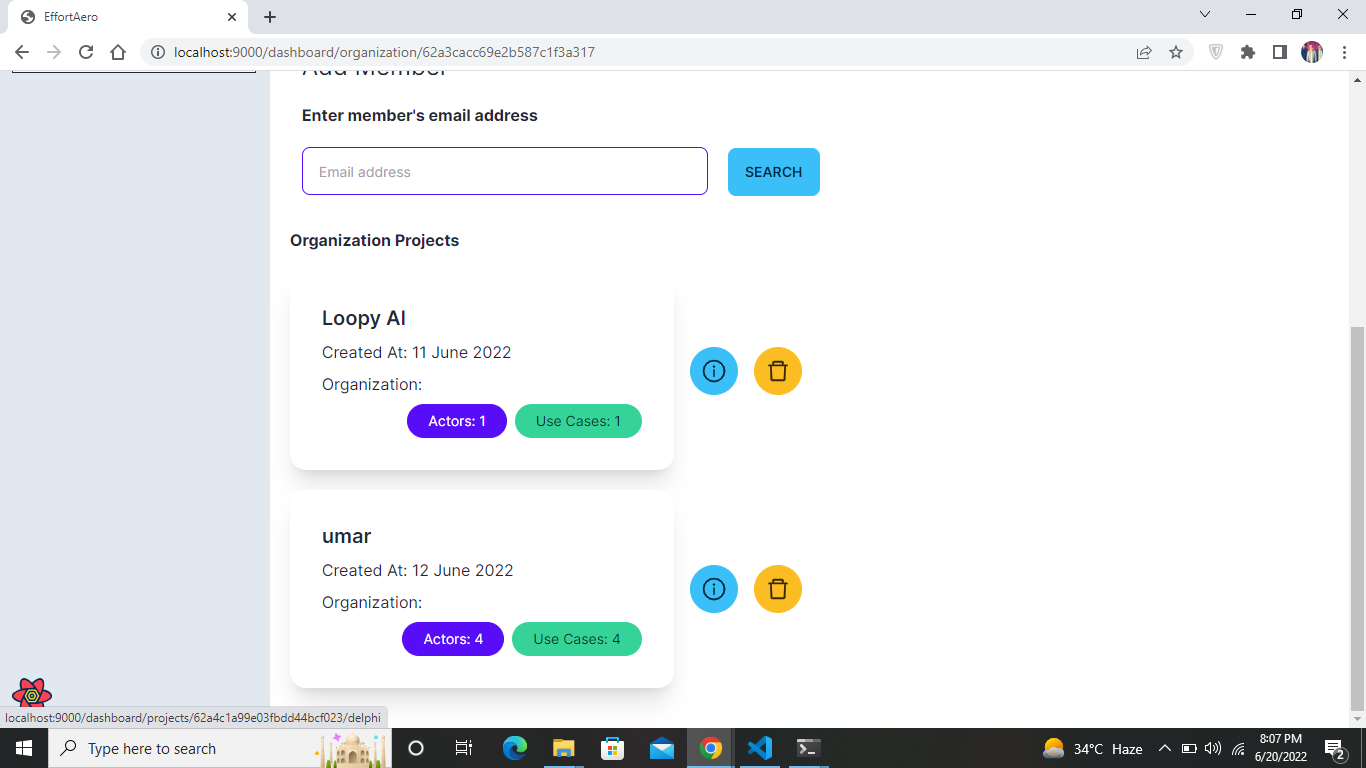 EffortAero
localhost:9000/dashboard/organization/62a3cacc69e2b587c1f3a317
Add Member
Enter member's email address
Email address
SEARCH
Organization Projects
Loopy AI
Created At: 11 June 2022
Organization:
Actors: 1
Use Cases: 1
umar
Created At: 12 June 2022
Organization:
Actors: 4
Use Cases: 4
localhost:9000/dashboard/projects/62a4c1a99e03fbdd44bcf023/delphi
Type here to search
34°C Haze
8:07 PM
6/20/2022
2